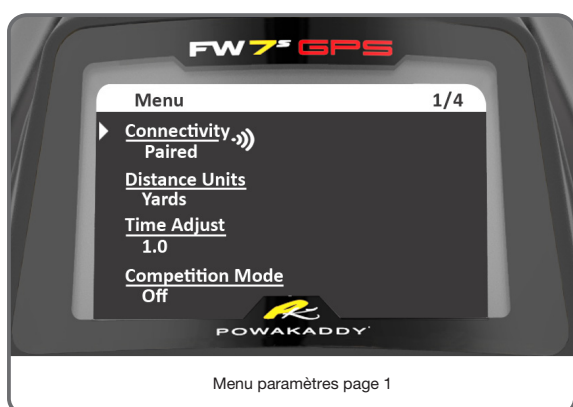 FW7s GPS
Menu 1/4
Connectivity
Paired
Distance Units
Yards
Time Adjust
1.0
Competition Mode
Off
POWAKADDY
Menu paramètres page 1